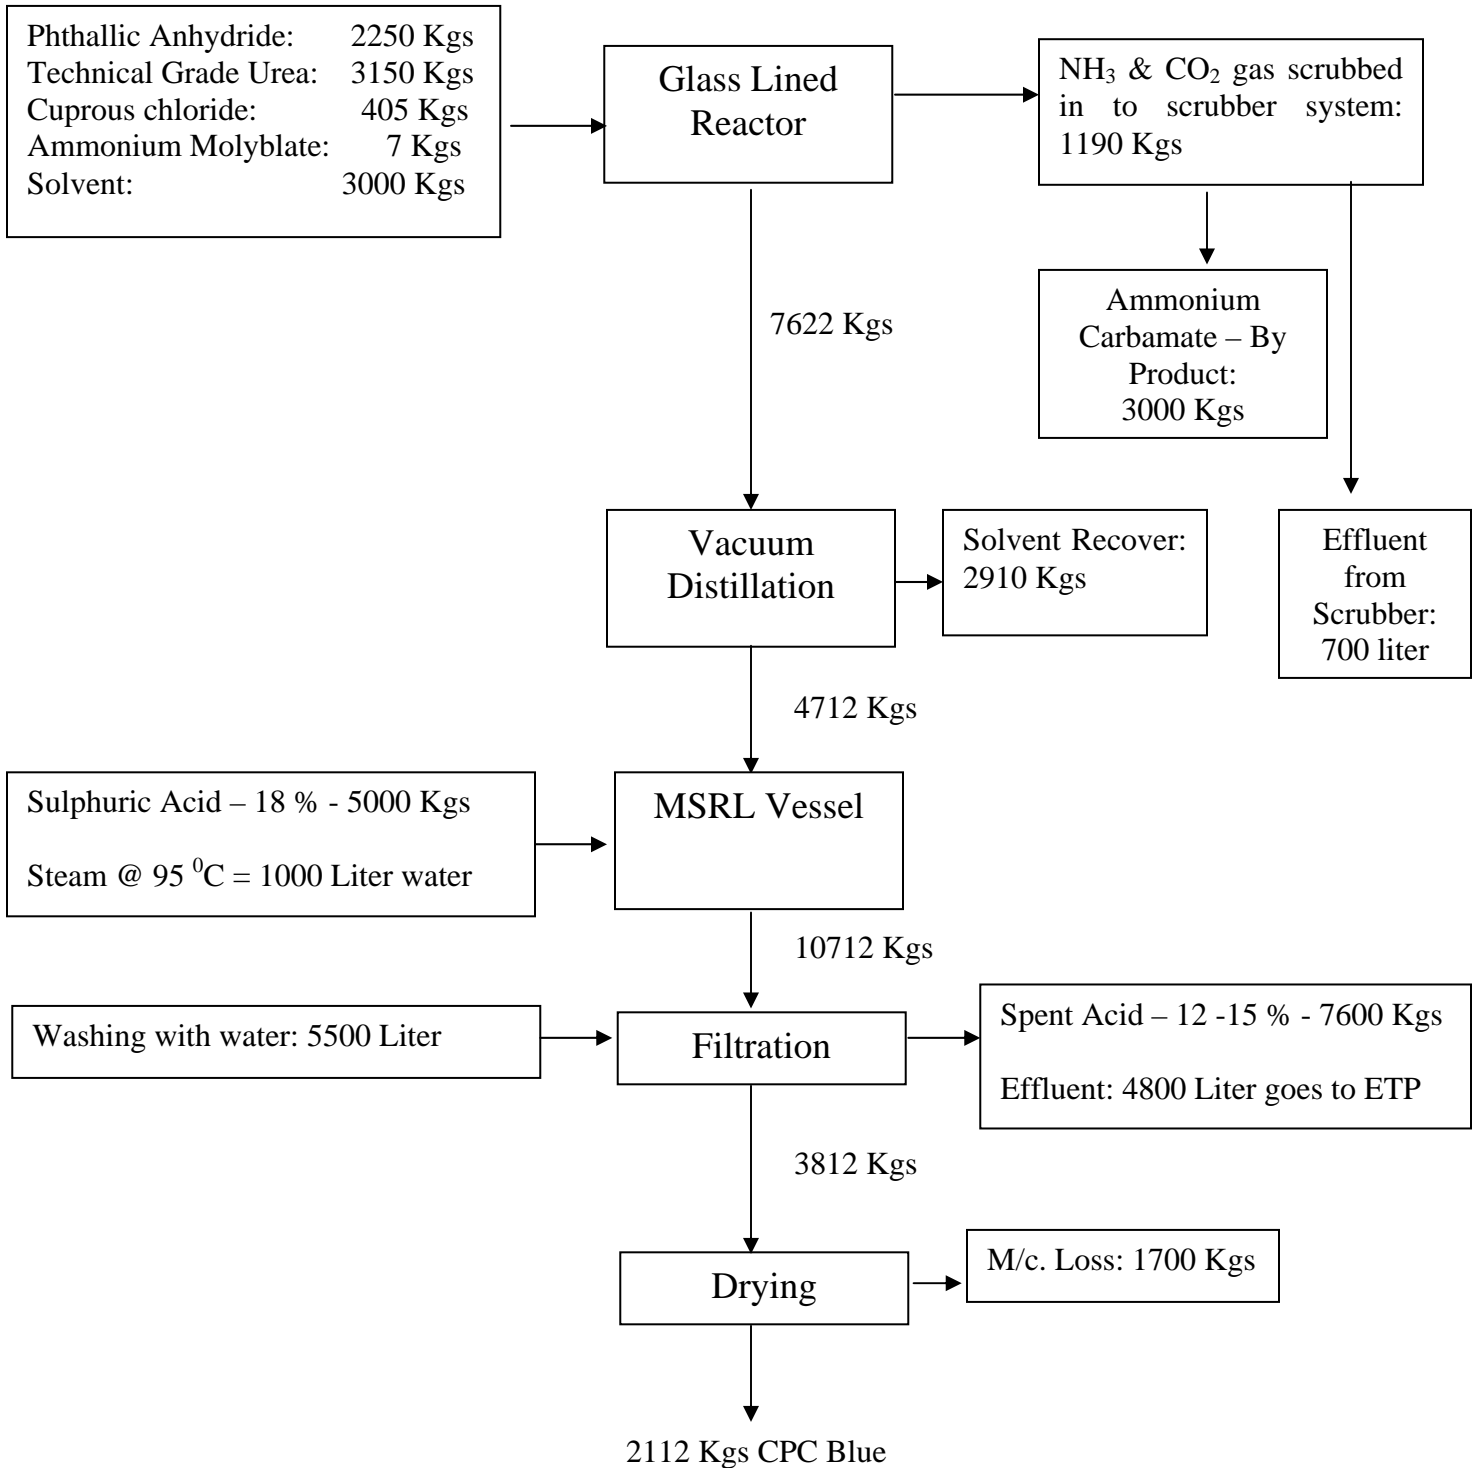 Phthallic Anhydride: 2250 Kgs
Technical Grade Urea: 3150 Kgs
Cuprous chloride: 405 Kgs
Ammonium Molyblate: 7 Kgs
Solvent: 3000 Kgs
Glass Lined
Reactor
NH₃ & CO₂ gas scrubbed
in to scrubber system:
1190 Kgs
7622 Kgs
Ammonium
Carbamate – By
Product:
3000 Kgs
Vacuum
Distillation
Solvent Recover:
2910 Kgs
Effluent
from
Scrubber:
700 liter
4712 Kgs
Sulphuric Acid – 18 % - 5000 Kgs
Steam @ 95 ⁰C = 1000 Liter water
MSRL Vessel
10712 Kgs
Washing with water: 5500 Liter
Filtration
Spent Acid – 12 -15 % - 7600 Kgs
Effluent: 4800 Liter goes to ETP
3812 Kgs
Drying
M/c. Loss: 1700 Kgs
2112 Kgs CPC Blue